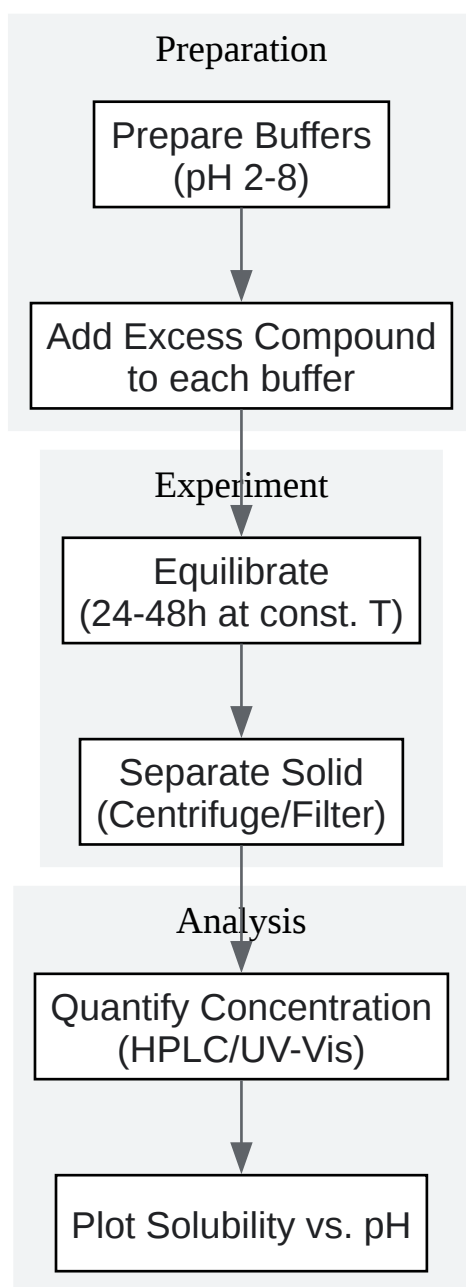 Preparation
Prepare Buffers
(pH 2-8)
Add Excess Compound
to each buffer
Experiment
Equilibrate
(24-48h at const. T)
Separate Solid
(Centrifuge/Filter)
Analysis
Quantify Concentration
(HPLC/UV-Vis)
Plot Solubility vs. pH